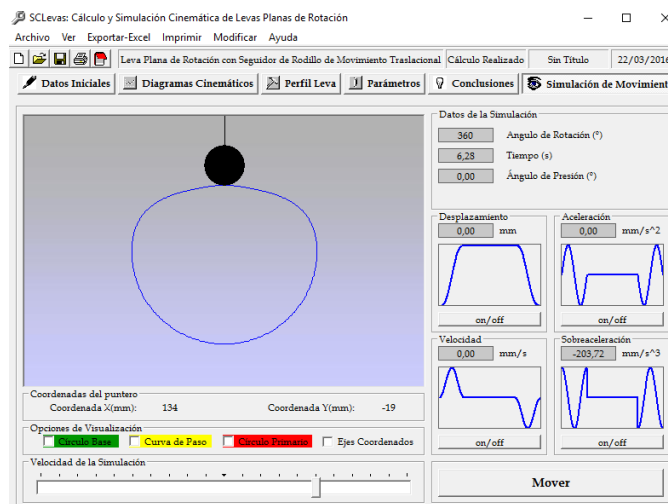 SCLevas: Cálculo y Simulación Cinemática de Levas Planas de Rotación
Archivo Ver Exportar-Excel Imprimir Modificar Ayuda
Leva Plana de Rotación con Seguidor de Rodillo de Movimiento Traslacional Cálculo Realizado Sin Título 22/03/2016
Datos Iniciales Diagramas Cinemáticos Perfil Leva Parámetros Conclusiones Simulación de Movimient
Datos de la Simulación
360 Angulo de Rotación (°)
6,28 Tiempo (s)
0,00 Ángulo de Presión (°)
Desplazamiento
0,00 mm
on/off
Aceleración
0,00 mm/s^2
on/off
Velocidad
0,00 mm/s
on/off
Sobreaceleración
-203,72 mm/s^3
on/off
Coordenadas del puntero
Coordenada X(mm): 134 Coordenada Y(mm): -19
Opciones de Visualización
Círculo Base Curva de Paso Círculo Primario Ejes Coordenados
Velocidad de la Simulación
Mover